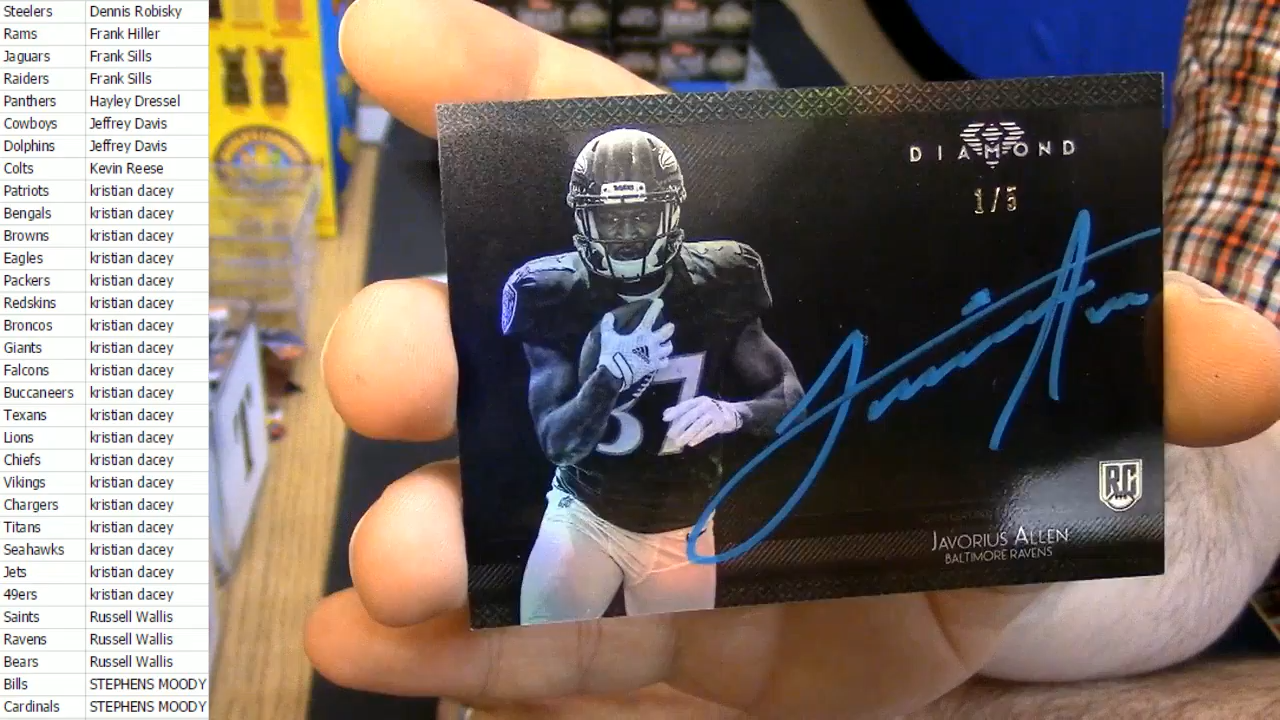 Steelers Dennis Robisky
Rams Frank Hiller
Jaguars Frank Sills
Raiders Frank Sills
Panthers Hayley Dressel
Cowboys Jeffrey Davis
Dolphins Jeffrey Davis
Colts Kevin Reese
Patriots kristian dacey
Bengals kristian dacey
Browns kristian dacey
Eagles kristian dacey
Packers kristian dacey
Redskins kristian dacey
Broncos kristian dacey
Giants kristian dacey
Falcons kristian dacey
Buccaneers kristian dacey
Texans kristian dacey
Lions kristian dacey
Chiefs kristian dacey
Vikings kristian dacey
Chargers kristian dacey
Titans kristian dacey
Seahawks kristian dacey
Jets kristian dacey
49ers kristian dacey
Saints Russell Wallis
Ravens Russell Wallis
Bears Russell Wallis
Bills STEPHENS MOODY
Cardinals STEPHENS MOODY
DIAMOND
1/5
37
RC
JAVORIUS ALLEN
BALTIMORE RAVENS
T